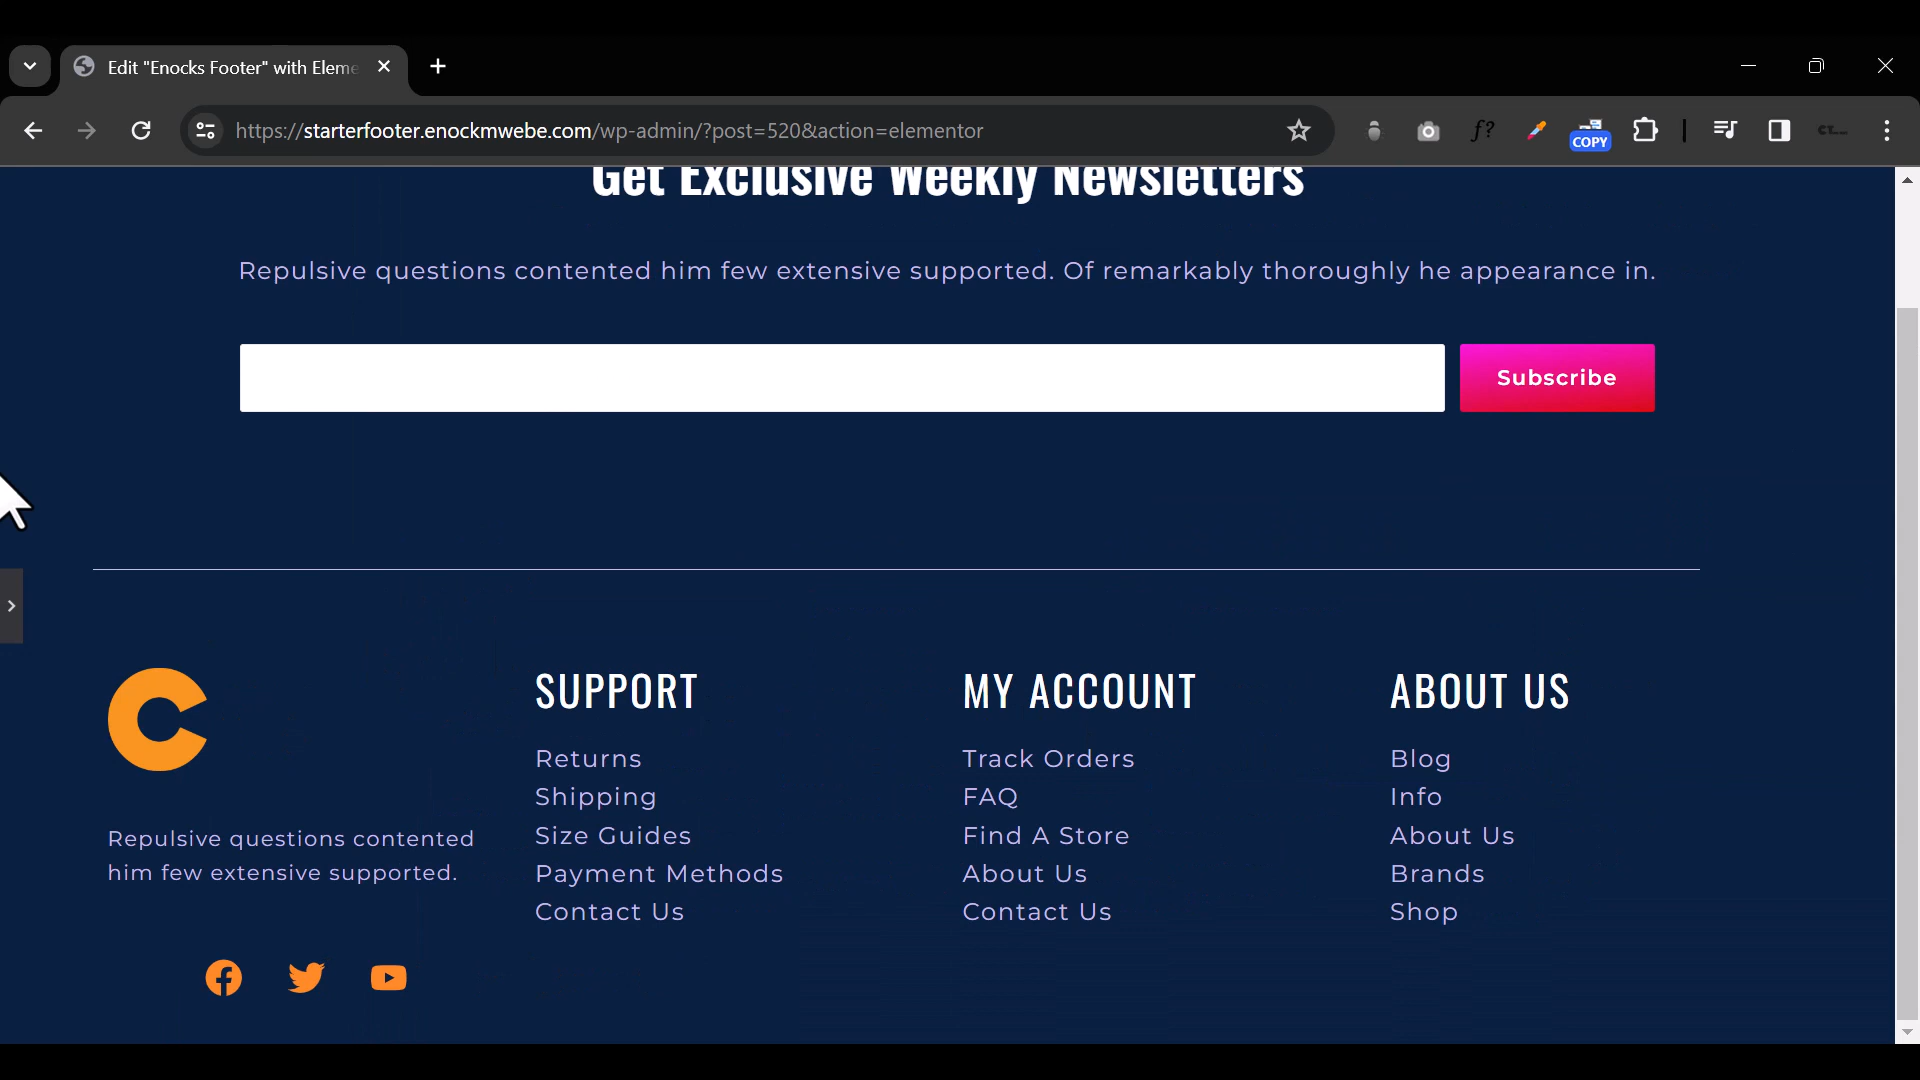 Edit "Enocks Footer" with Eleme
https://starterfooter.enockmwebe.com/wp-admin/?post=520&action=elementor
f?
COPY
Get Exclusive Weekly Newsletters
Repulsive questions contented him few extensive supported. Of remarkably thoroughly he appearance in.
Subscribe
SUPPORT
Returns
Shipping
Size Guides
Payment Methods
Contact Us
MY ACCOUNT
Track Orders
FAQ
Find A Store
About Us
Contact Us
ABOUT US
Blog
Info
About Us
Brands
Shop
Repulsive questions contented
him few extensive supported.